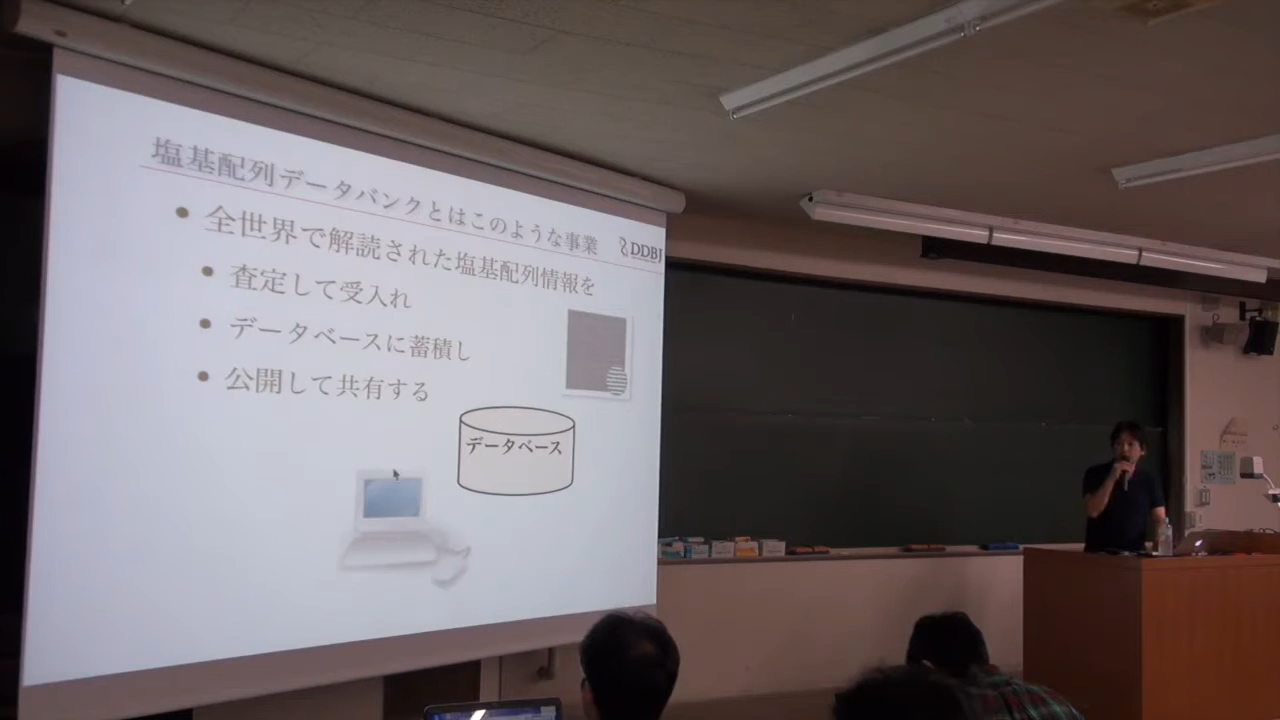 塩基配列データバンクとはこのような事業
DDBJ
• 全世界で解読された塩基配列情報を
• 査定して受入れ
• データベースに蓄積し
• 公開して共有する
データベース